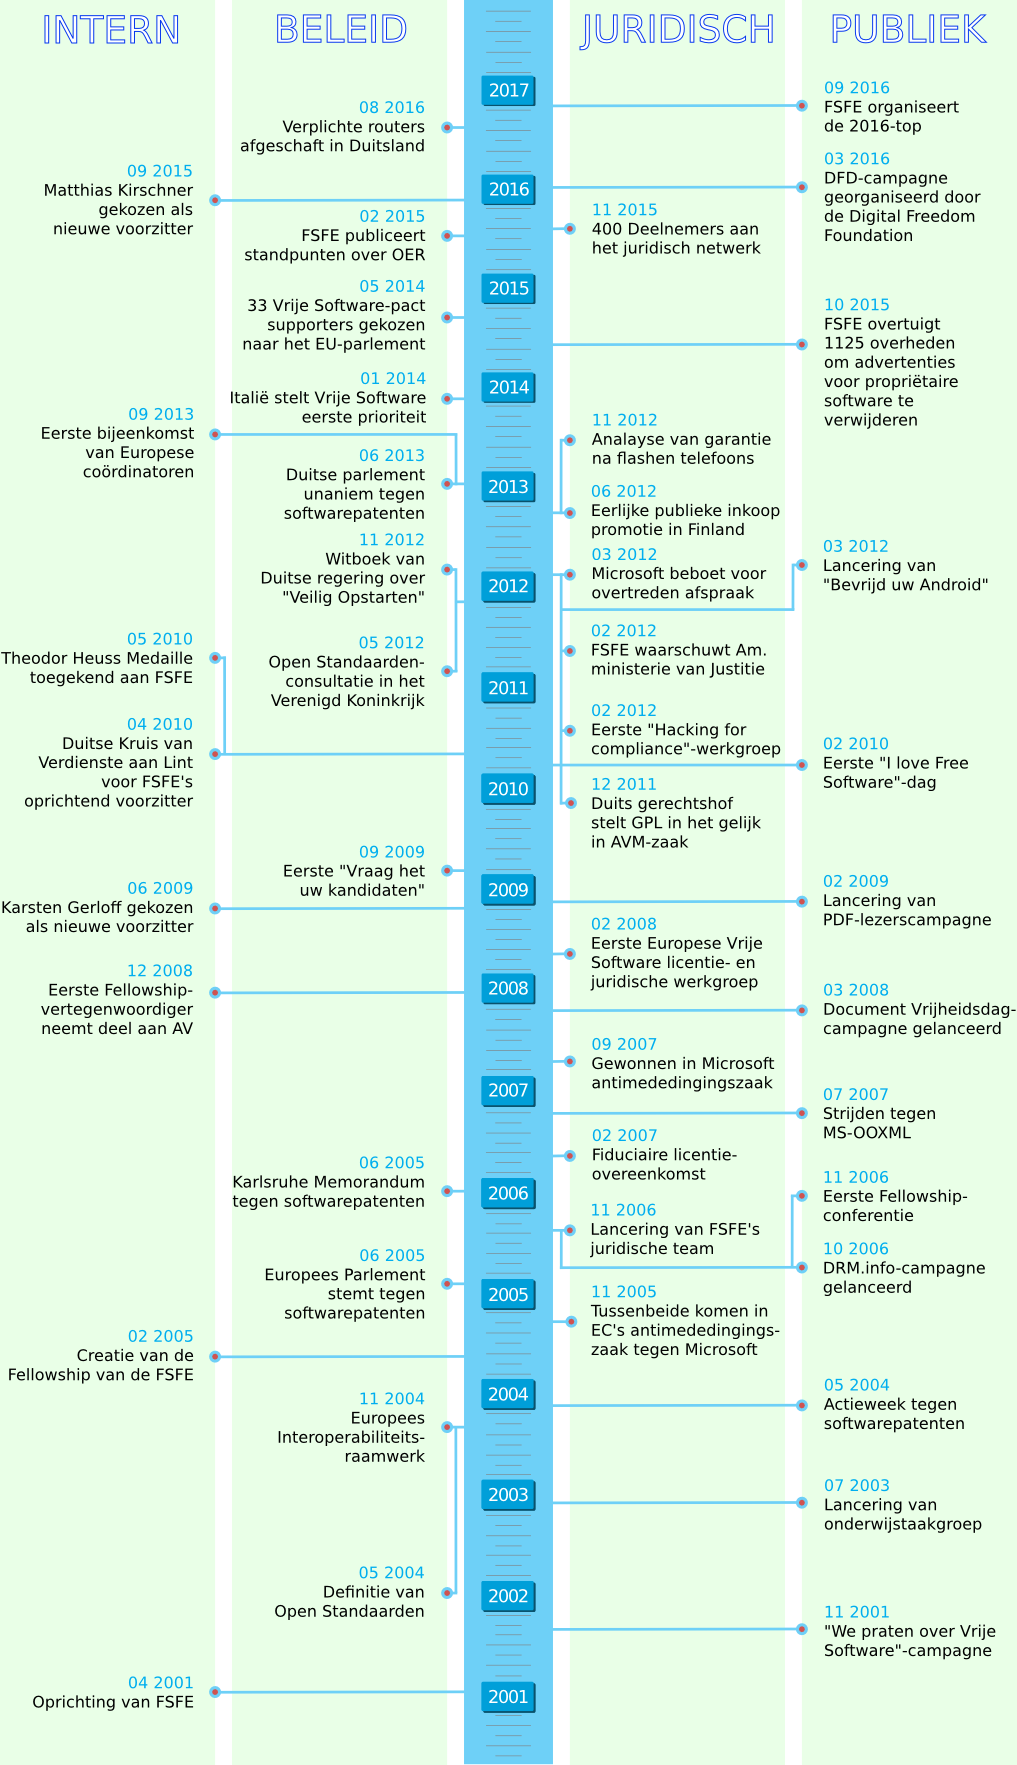 INTERN
09 2015
Matthias Kirschner
gekozen als
nieuwe voorzitter
09 2013
Eerste bijeenkomst
van Europese
coördinatoren
05 2010
Theodor Heuss Medaille
toegekend aan FSFE
04 2010
Duitse Kruis van
Verdienste aan Lint
voor FSFE's
oprichtend voorzitter
06 2009
Karsten Gerloff gekozen
als nieuwe voorzitter
12 2008
Eerste Fellowship-
vertegenwoordiger
neemt deel aan AV
02 2005
Creatie van de
Fellowship van de FSFE
04 2001
Oprichting van FSFE
BELEID
08 2016
Verplichte routers
afgeschaft in Duitsland
02 2015
FSFE publiceert
standpunten over OER
05 2014
33 Vrije Software-pact
supporters gekozen
naar het EU-parlement
01 2014
Italië stelt Vrije Software
eerste prioriteit
06 2013
Duitse parlement
unaniem tegen
softwarepatenten
11 2012
Witboek van
Duitse regering over
"Veilig Opstarten"
05 2012
Open Standaarden-
consultatie in het
Verenigd Koninkrijk
09 2009
Eerste "Vraag het
uw kandidaten"
06 2005
Karlsruhe Memorandum
tegen softwarepatenten
06 2005
Europees Parlement
stemt tegen
softwarepatenten
11 2004
Europees
Interoperabiliteits-
raamwerk
05 2004
Definitie van
Open Standaarden
2017
2016
2015
2014
2013
2012
2011
2010
2009
2008
2007
2006
2005
2004
2003
2002
2001
JURIDISCH
11 2015
400 Deelnemers aan
het juridisch netwerk
11 2012
Analayse van garantie
na flashen telefoons
06 2012
Eerlijke publieke inkoop
promotie in Finland
03 2012
Microsoft beboet voor
overtreden afspraak
02 2012
FSFE waarschuwt Am.
ministerie van Justitie
02 2012
Eerste "Hacking for
compliance"-werkgroep
12 2011
Duits gerechtshof
stelt GPL in het gelijk
in AVM-zaak
02 2008
Eerste Europese Vrije
Software licentie- en
juridische werkgroep
09 2007
Gewonnen in Microsoft
antimededingingszaak
02 2007
Fiduciaire licentie-
overeenkomst
11 2006
Lancering van FSFE's
juridische team
11 2005
Tussenbeide komen in
EC's antimededingings-
zaak tegen Microsoft
PUBLIEK
09 2016
FSFE organiseert
de 2016-top
03 2016
DFD-campagne
georganiseerd door
de Digital Freedom
Foundation
10 2015
FSFE overtuigt
1125 overheden
om advertenties
voor propriëtaire
software te
verwijderen
03 2012
Lancering van
"Bevrijd uw Android"
02 2010
Eerste "I love Free
Software"-dag
02 2009
Lancering van
PDF-lezerscampagne
03 2008
Document Vrijheidsdag-
campagne gelanceerd
07 2007
Strijden tegen
MS-OOXML
11 2006
Eerste Fellowship-
conferentie
10 2006
DRM.info-campagne
gelanceerd
05 2004
Actieweek tegen
softwarepatenten
07 2003
Lancering van
onderwijstaakgroep
11 2001
"We praten over Vrije
Software"-campagne